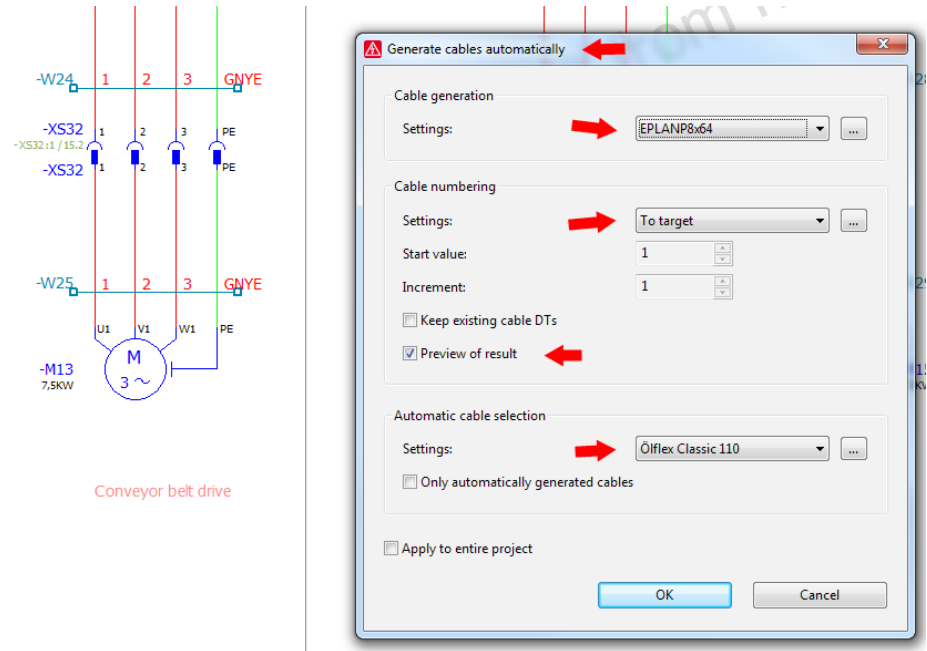 -W24 1 2 3 GNYE
-XS32 1 2 3 PE
-XS32:1 /15.2
-XS32 1 2 3 PE
-W25 1 2 3 GNYE
U1 V1 W1 PE
-M13
7,5KW
M
3 ~
Conveyor belt drive
Generate cables automatically
Cable generation
Settings: EPLANP8x64 ...
Cable numbering
Settings: To target ...
Start value: 1
Increment: 1
Keep existing cable DTs
Preview of result
Automatic cable selection
Settings: Ölflex Classic 110 ...
Only automatically generated cables
Apply to entire project
OK Cancel